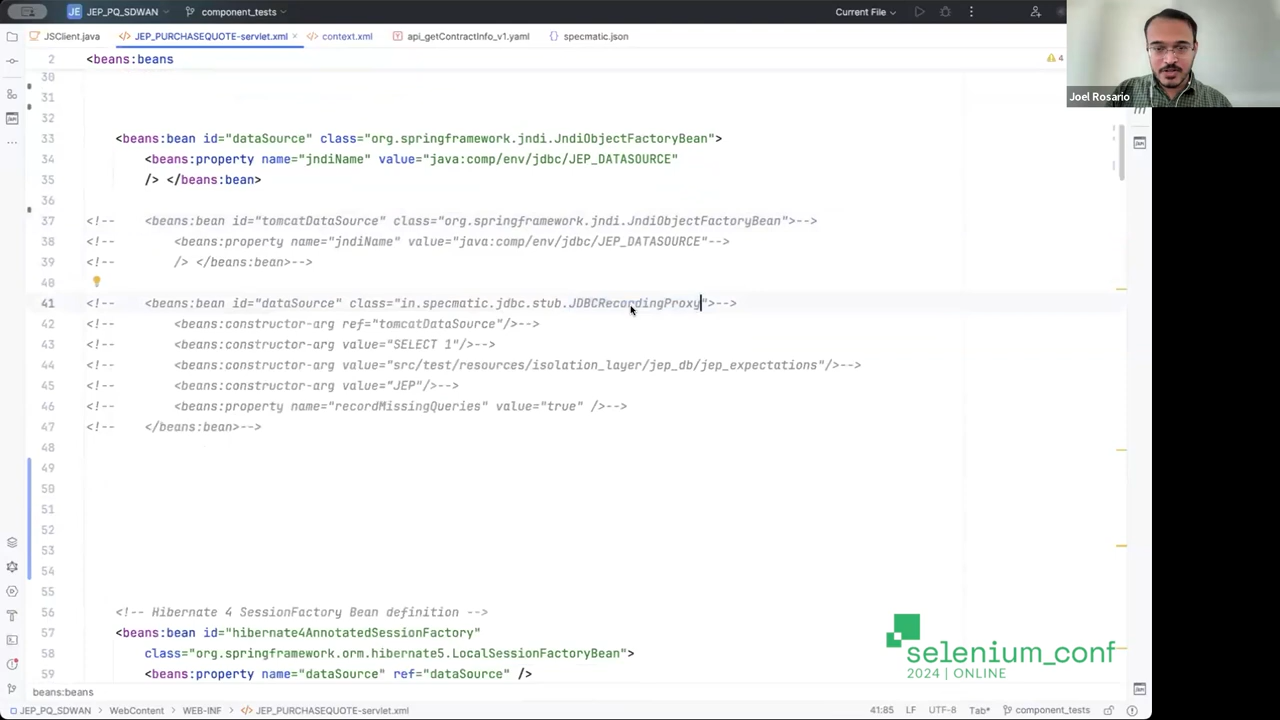 JE JEP_PQ_SDWAN component_tests Current File
JSClient.java JEP_PURCHASEQUOTE-servlet.xml context.xml api_getContractInfo_v1.yaml specmatic.json
2 <beans:beans 4
30
31
32
33 <beans:bean id="dataSource" class="org.springframework.jndi.JndiObjectFactoryBean">
34 <beans:property name="jndiName" value="java:comp/env/jdbc/JEP_DATASOURCE"
35 /> </beans:bean>
36
37 <!-- <beans:bean id="tomcatDataSource" class="org.springframework.jndi.JndiObjectFactoryBean">-->
38 <!-- <beans:property name="jndiName" value="java:comp/env/jdbc/JEP_DATASOURCE"-->
39 <!-- /> </beans:bean>-->
40
41 <!-- <beans:bean id="dataSource" class="in.specmatic.jdbc.stub.JDBCRecordingProxy">-->
42 <!-- <beans:constructor-arg ref="tomcatDataSource"/>-->
43 <!-- <beans:constructor-arg value="SELECT 1"/>-->
44 <!-- <beans:constructor-arg value="src/test/resources/isolation_layer/jep_db/jep_expectations"/>-->
45 <!-- <beans:constructor-arg value="JEP"/>-->
46 <!-- <beans:property name="recordMissingQueries" value="true" />-->
47 <!-- </beans:bean>-->
48
49
50
51
52
53
54
55
56 <!-- Hibernate 4 SessionFactory Bean definition -->
57 <beans:bean id="hibernate4AnnotatedSessionFactory"
58 class="org.springframework.orm.hibernate5.LocalSessionFactoryBean">
59 <beans:property name="dataSource" ref="dataSource" />
beans:beans
JEP_PQ_SDWAN > WebContent > WEB-INF > JEP_PURCHASEQUOTE-servlet.xml 41:85 LF UTF-8 Tab* component_tests
Joel Rosario
selenium_conf
2024 | ONLINE